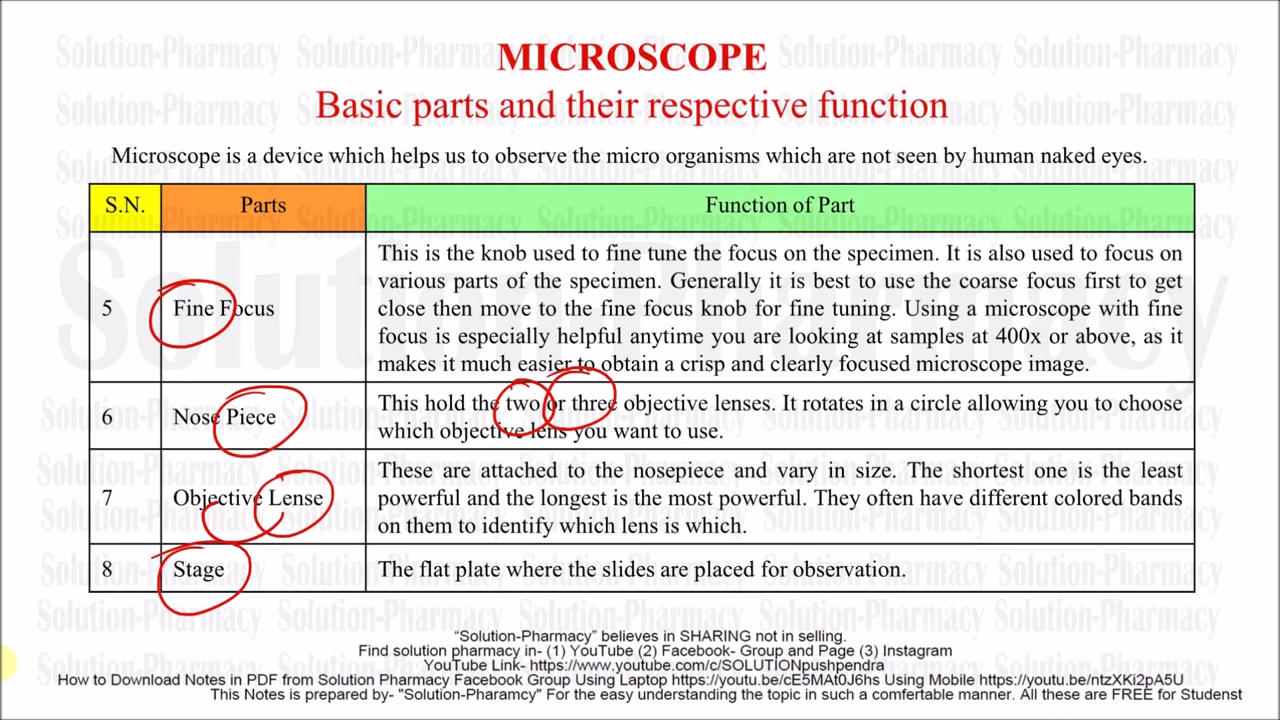 MICROSCOPE
Basic parts and their respective function
Microscope is a device which helps us to observe the micro organisms which are not seen by human naked eyes.
S.N. Parts Function of Part
This is the knob used to fine tune the focus on the specimen. It is also used to focus on
various parts of the specimen. Generally it is best to use the coarse focus first to get
5 Fine Focus close then move to the fine focus knob for fine tuning. Using a microscope with fine
focus is especially helpful anytime you are looking at samples at 400x or above, as it
makes it much easier to obtain a crisp and clearly focused microscope image.
6 Nose Piece This hold the two or three objective lenses. It rotates in a circle allowing you to choose
which objective lens you want to use.
These are attached to the nosepiece and vary in size. The shortest one is the least
7 Objective Lense powerful and the longest is the most powerful. They often have different colored bands
on them to identify which lens is which.
8 Stage The flat plate where the slides are placed for observation.
“Solution-Pharmacy” believes in SHARING not in selling.
Find solution pharmacy in- (1) YouTube (2) Facebook- Group and Page (3) Instagram
YouTube Link- https://www.youtube.com/c/SOLUTIONpushpendra
How to Download Notes in PDF from Solution Pharmacy Facebook Group Using Laptop https://youtu.be/cE5MAt0J6hs Using Mobile https://youtu.be/ntzXKi2pA5U
This Notes is prepared by- "Solution-Pharamcy" For the easy understanding the topic in such a comfertable manner. All these are FREE for Studenst
Solution-Pharmacy